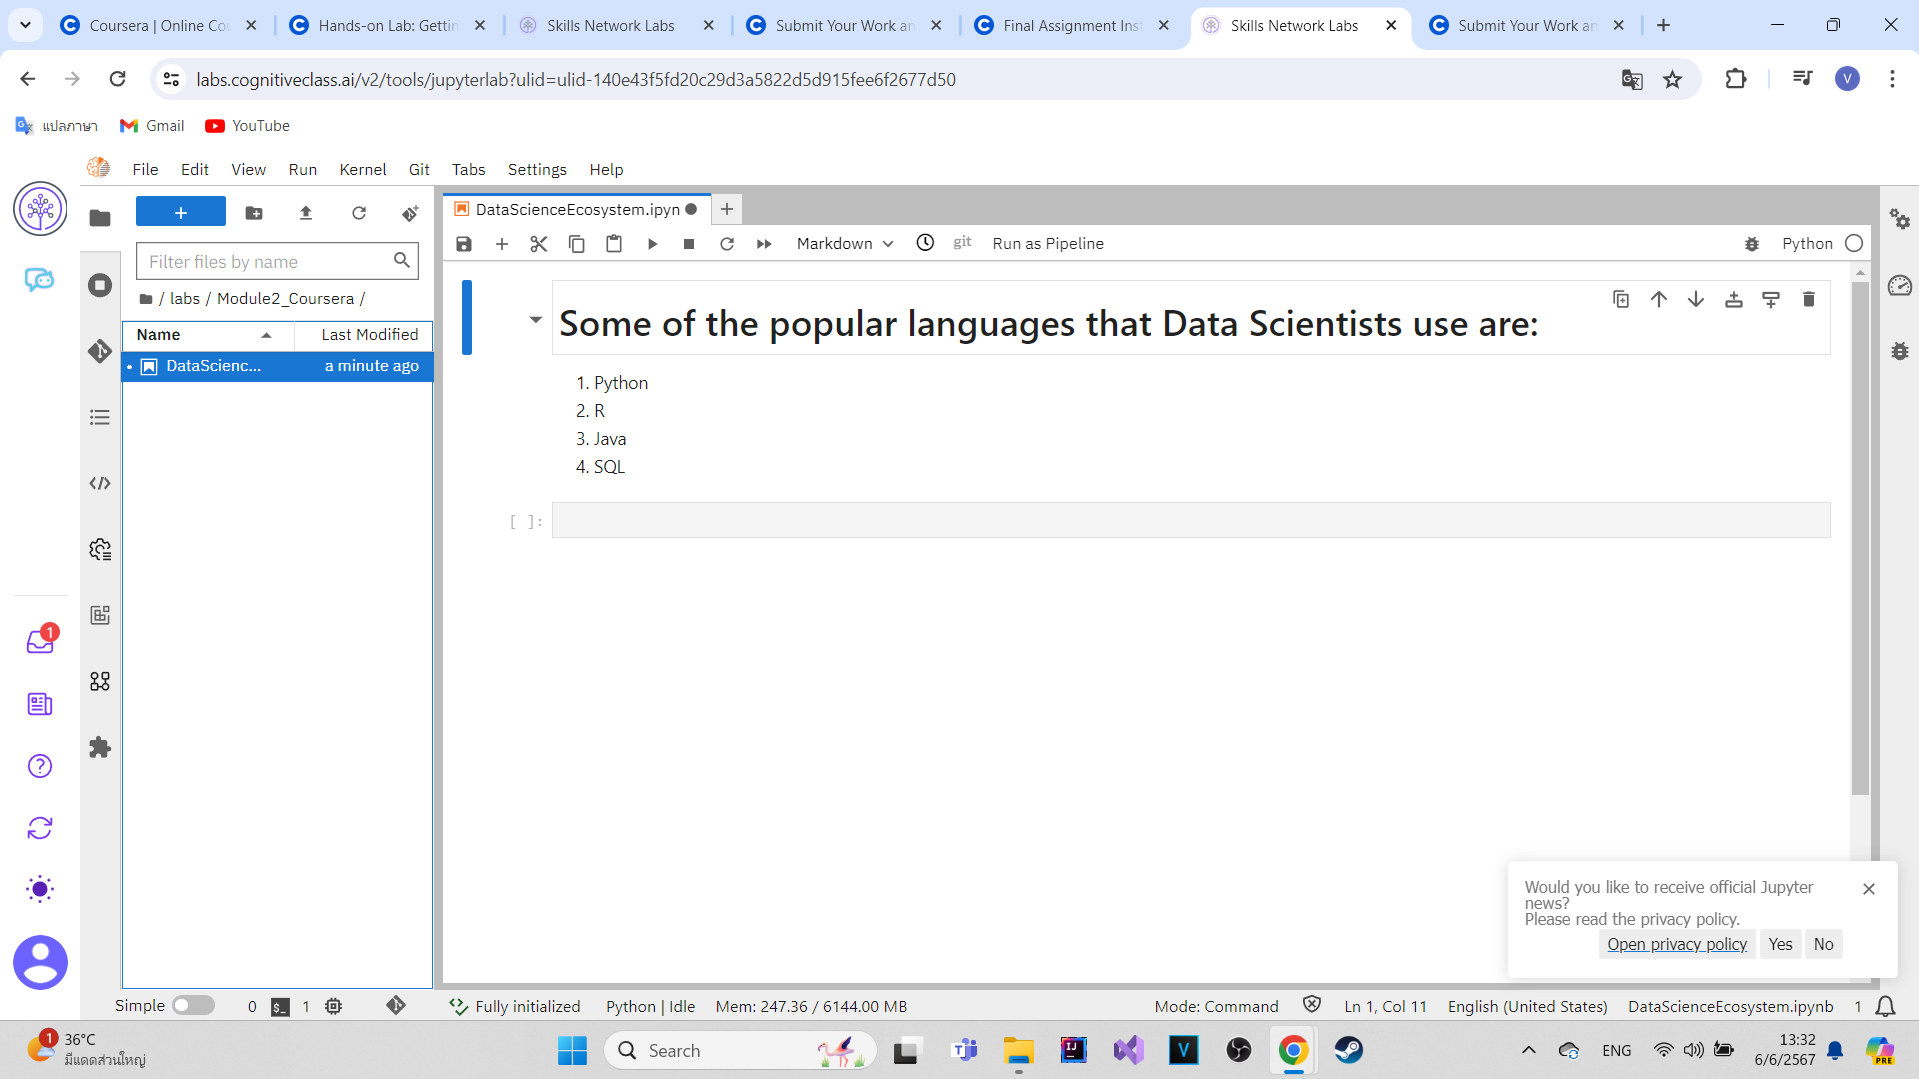 Coursera | Online Co
Hands-on Lab: Gettin
Skills Network Labs
Submit Your Work an
Final Assignment Inst
Skills Network Labs
Submit Your Work an
labs.cognitiveclass.ai/v2/tools/jupyterlab?ulid=ulid-140e43f5fd20c29d3a5822d5d915fee6f2677d50
V
แปลภาษา
Gmail
YouTube
File Edit View Run Kernel Git Tabs Settings Help
DataScienceEcosystem.ipyn
Markdown
git
Run as Pipeline
Python
Filter files by name
/ labs / Module2_Coursera /
Name
Last Modified
DataScienc...
a minute ago
Some of the popular languages that Data Scientists use are:
1. Python
2. R
3. Java
4. SQL
[ ]:
1
Would you like to receive official Jupyter
news?
Please read the privacy policy.
Open privacy policy
Yes
No
Simple
0
1
Fully initialized
Python | Idle
Mem: 247.36 / 6144.00 MB
Mode: Command
Ln 1, Col 11
English (United States)
DataScienceEcosystem.ipynb
1
1
36°C
มีแดดส่วนใหญ่
Search
IJ
V
PRE
ENG
13:32
6/6/2567